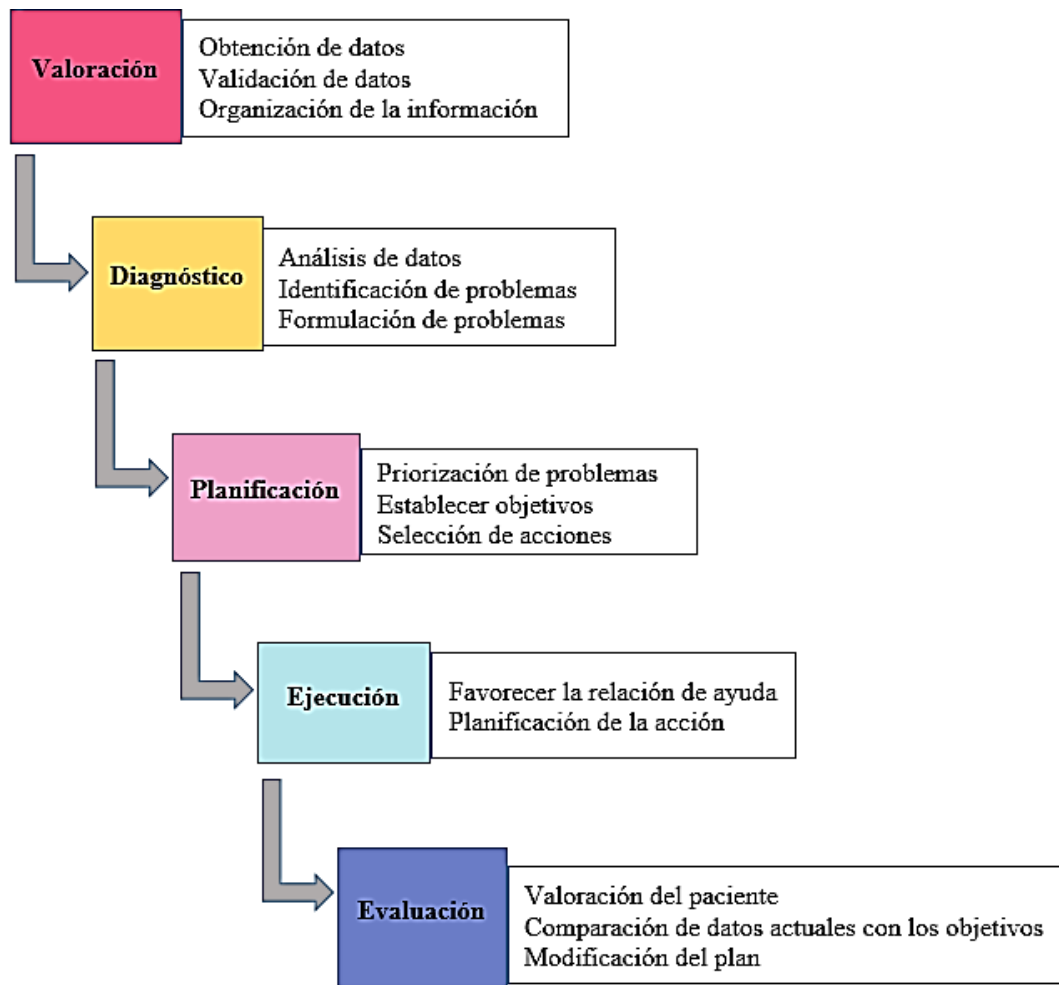 Valoración
Obtención de datos
Validación de datos
Organización de la información
Diagnóstico
Análisis de datos
Identificación de problemas
Formulación de problemas
Planificación
Priorización de problemas
Establecer objetivos
Selección de acciones
Ejecución
Favorecer la relación de ayuda
Planificación de la acción
Evaluación
Valoración del paciente
Comparación de datos actuales con los objetivos
Modificación del plan